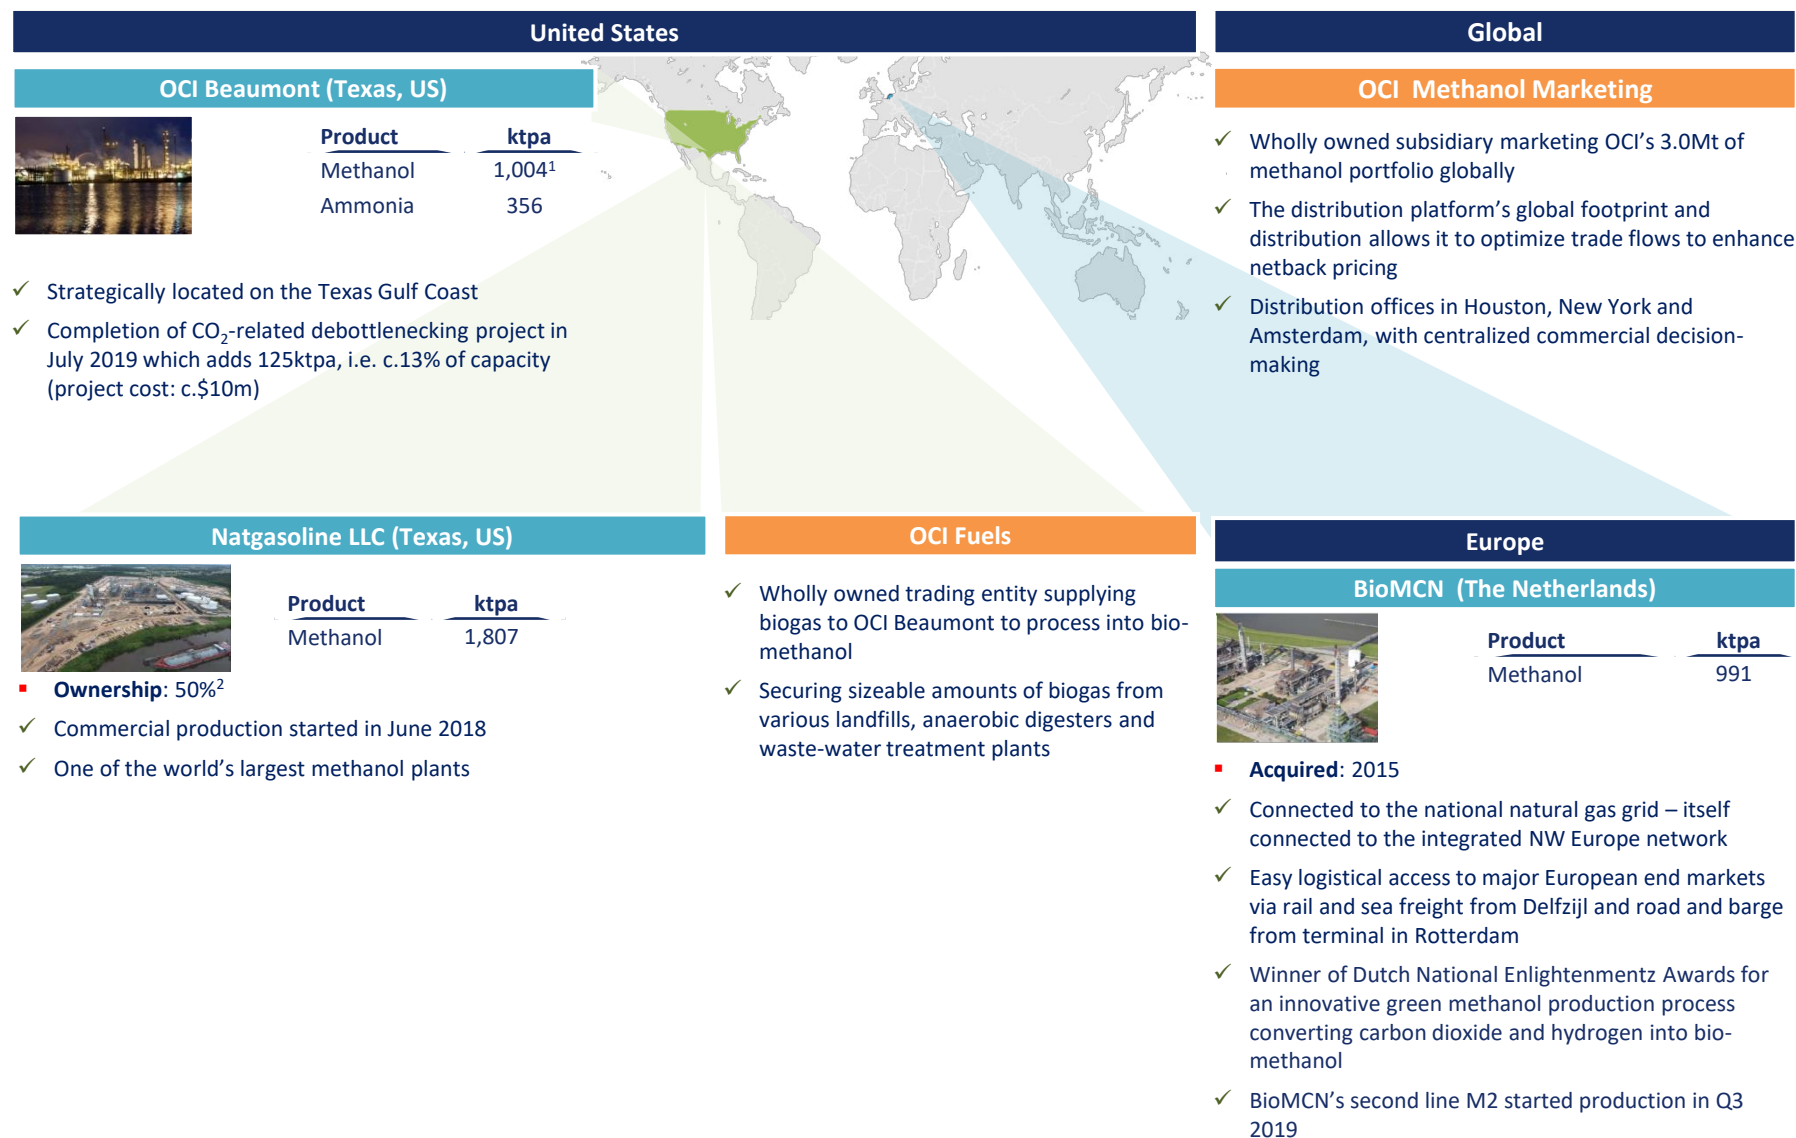 United States
OCI Beaumont (Texas, US)
Product ktpa
Methanol 1,004¹
Ammonia 356
✓ Strategically located on the Texas Gulf Coast
✓ Completion of CO₂-related debottlenecking project in
July 2019 which adds 125ktpa, i.e. c.13% of capacity
(project cost: c.$10m)
Global
OCI Methanol Marketing
✓ Wholly owned subsidiary marketing OCI’s 3.0Mt of
methanol portfolio globally
✓ The distribution platform’s global footprint and
distribution allows it to optimize trade flows to enhance
netback pricing
✓ Distribution offices in Houston, New York and
Amsterdam, with centralized commercial decision-
making
Natgasoline LLC (Texas, US)
Product ktpa
Methanol 1,807
▪ Ownership: 50%²
✓ Commercial production started in June 2018
✓ One of the world’s largest methanol plants
OCI Fuels
✓ Wholly owned trading entity supplying
biogas to OCI Beaumont to process into bio-
methanol
✓ Securing sizeable amounts of biogas from
various landfills, anaerobic digesters and
waste-water treatment plants
Europe
BioMCN (The Netherlands)
Product ktpa
Methanol 991
▪ Acquired: 2015
✓ Connected to the national natural gas grid – itself
connected to the integrated NW Europe network
✓ Easy logistical access to major European end markets
via rail and sea freight from Delfzijl and road and barge
from terminal in Rotterdam
✓ Winner of Dutch National Enlightenmentz Awards for
an innovative green methanol production process
converting carbon dioxide and hydrogen into bio-
methanol
✓ BioMCN’s second line M2 started production in Q3
2019